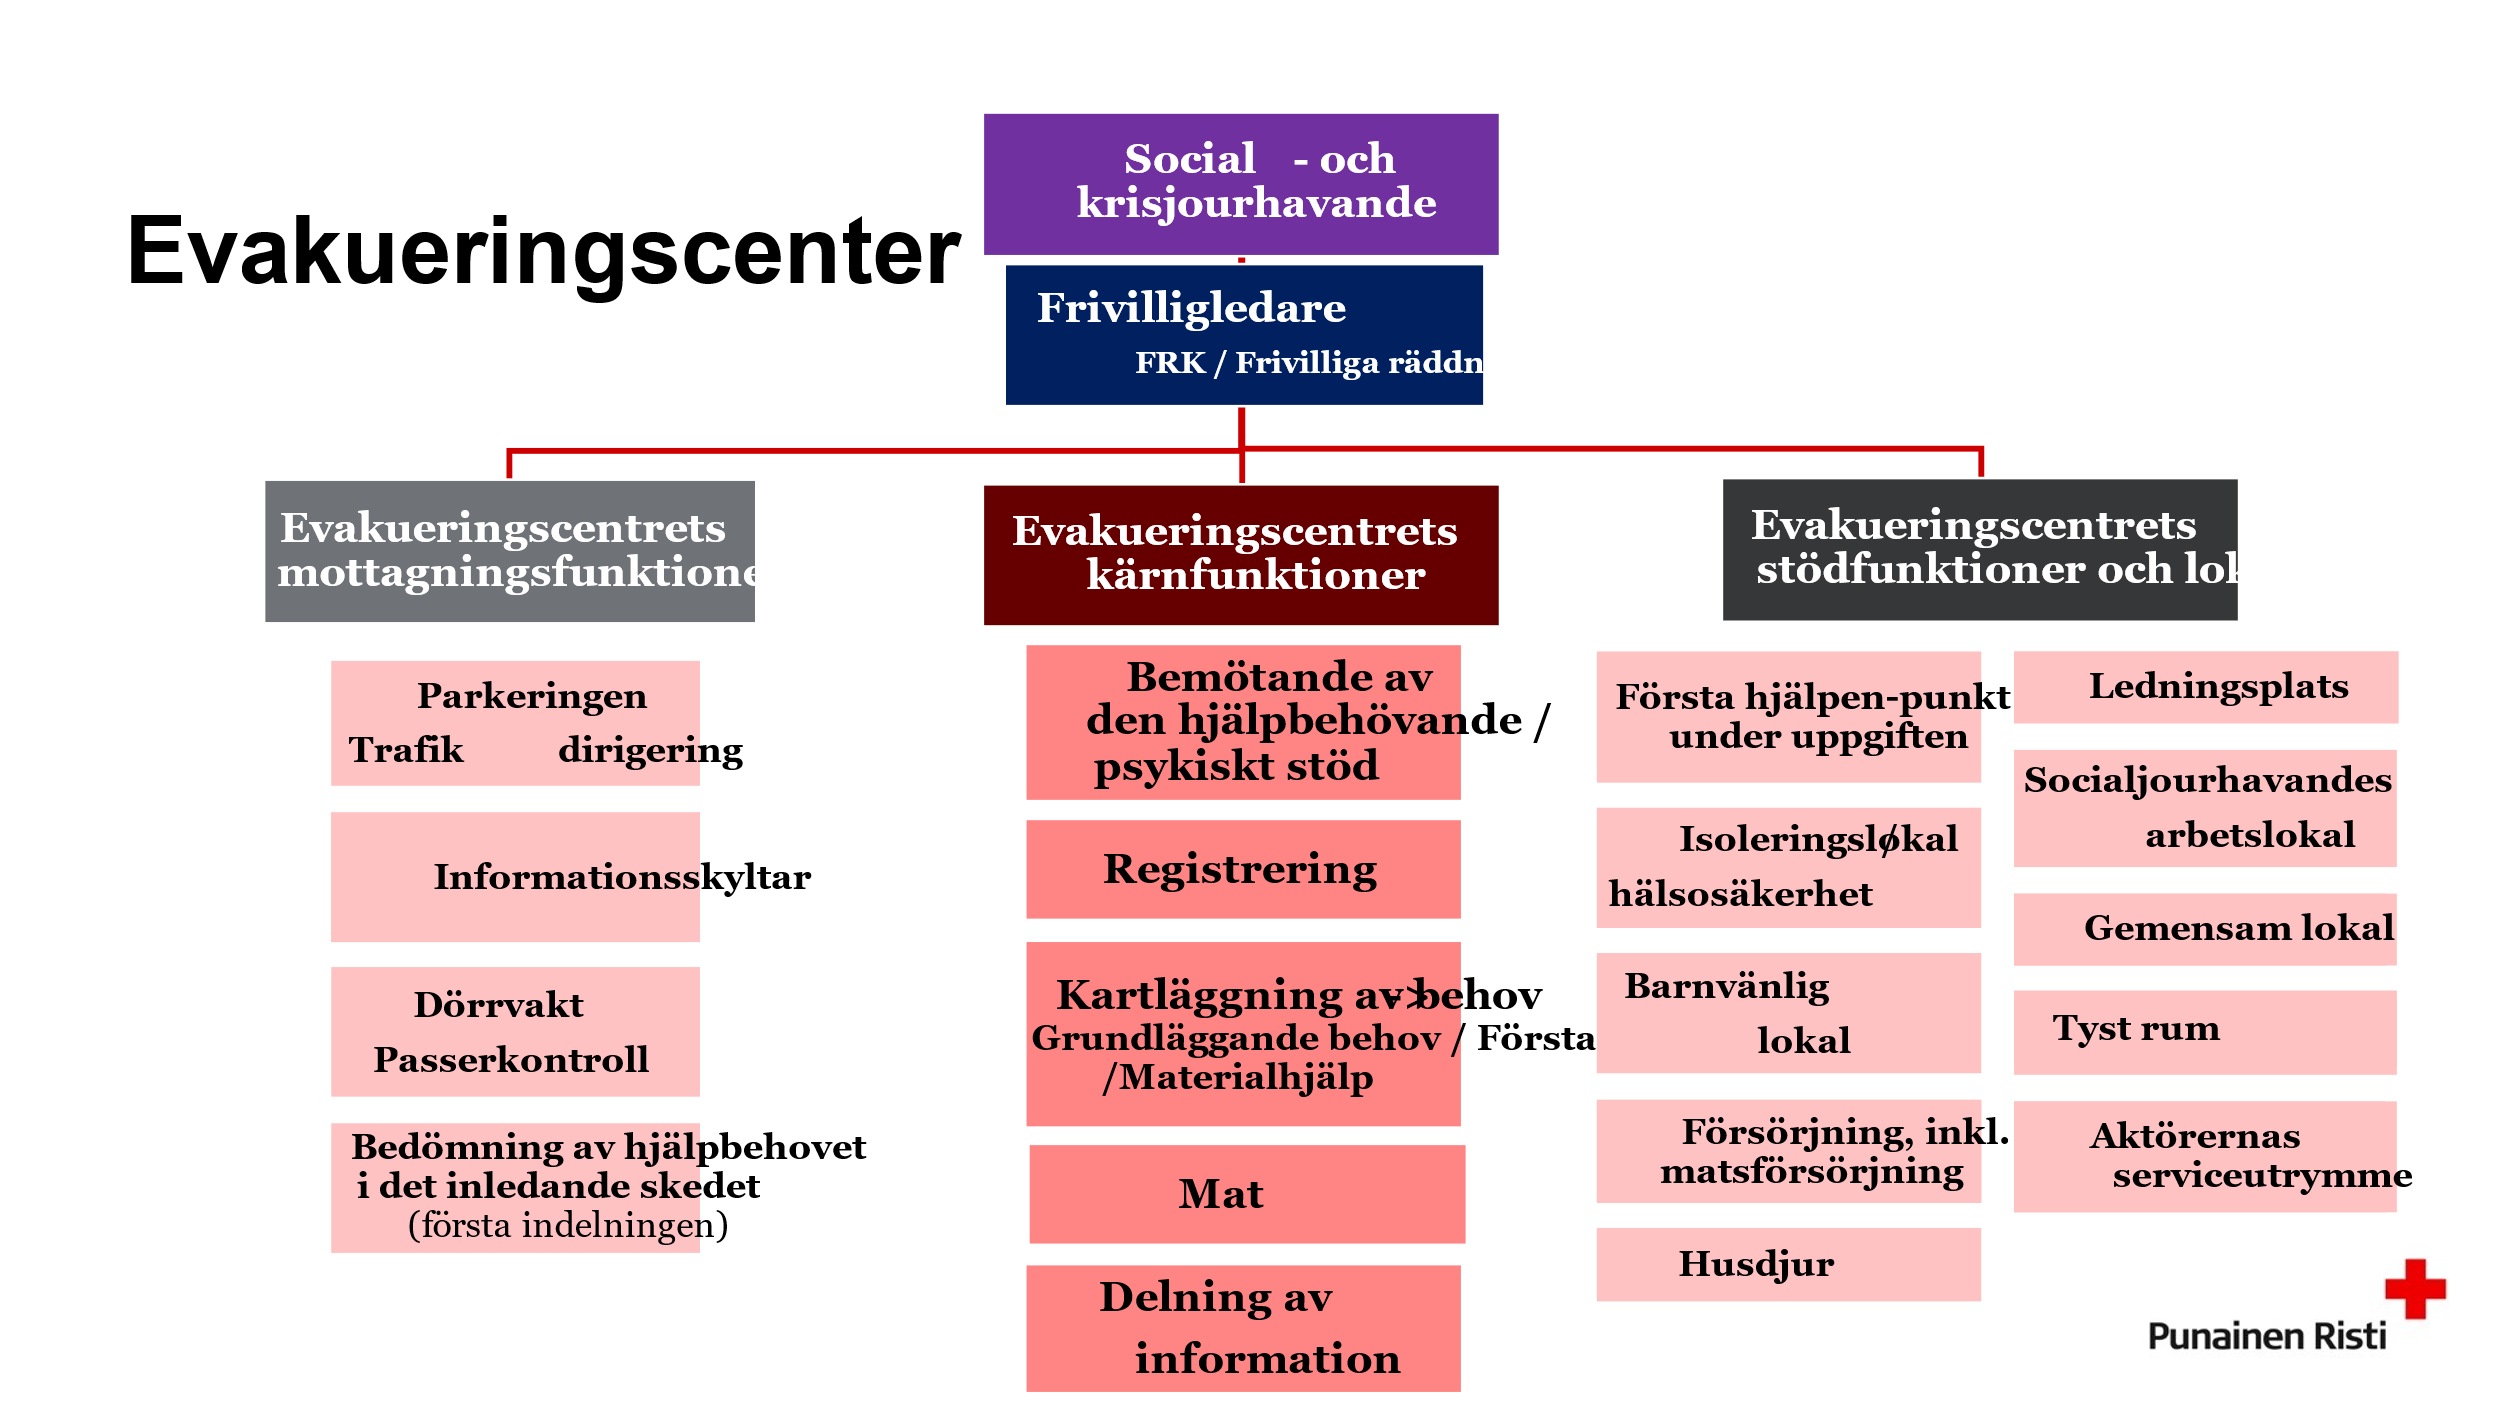 Evakueringscenter
Social - och
krisjourhavande
Frivilligledare
FRK / Frivilliga räddn
Evakueringscentrets
mottagningsfunktione
Parkeringen
Trafik dirigering
Informationsskyltar
Dörrvakt
Passerkontroll
Bedömning av hjälpbehovet
i det inledande skedet
(första indelningen)
Evakueringscentrets
kärnfunktioner
Bemötande av
den hjälpbehövande /
psykiskt stöd
Registrering
Kartläggning av behov ->
Grundläggande behov / Första
/Materialhjälp
Mat
Delning av
information
Evakueringscentrets
stödfunktioner och lok
Första hjälpen-punkt
under uppgiften
Isoleringslokal /
hälsosäkerhet
Barnvänlig
lokal
Försörjning, inkl.
matsförsörjning
Husdjur
Ledningsplats
Socialjourhavandes
arbetslokal
Gemensam lokal
Tyst rum
Aktörernas
serviceutrymme
Punainen Risti